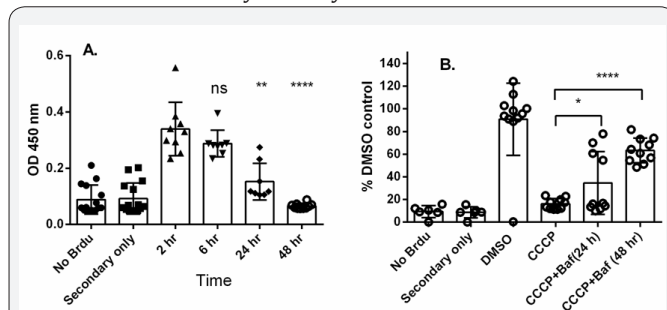 A.
0.6
0.4
0.2
0.0
OD 450 nm
ns
**
****
No Brdu
Secondary only
2 hr
6 hr
24 hr
48 hr
Time
B.
140
120
100
80
60
40
20
0
% DMSO control
****
*
No Brdu
Secondary only
DMSO
CCCP
CCCP+Baf(24 h)
CCCP+Baf (48 hr)